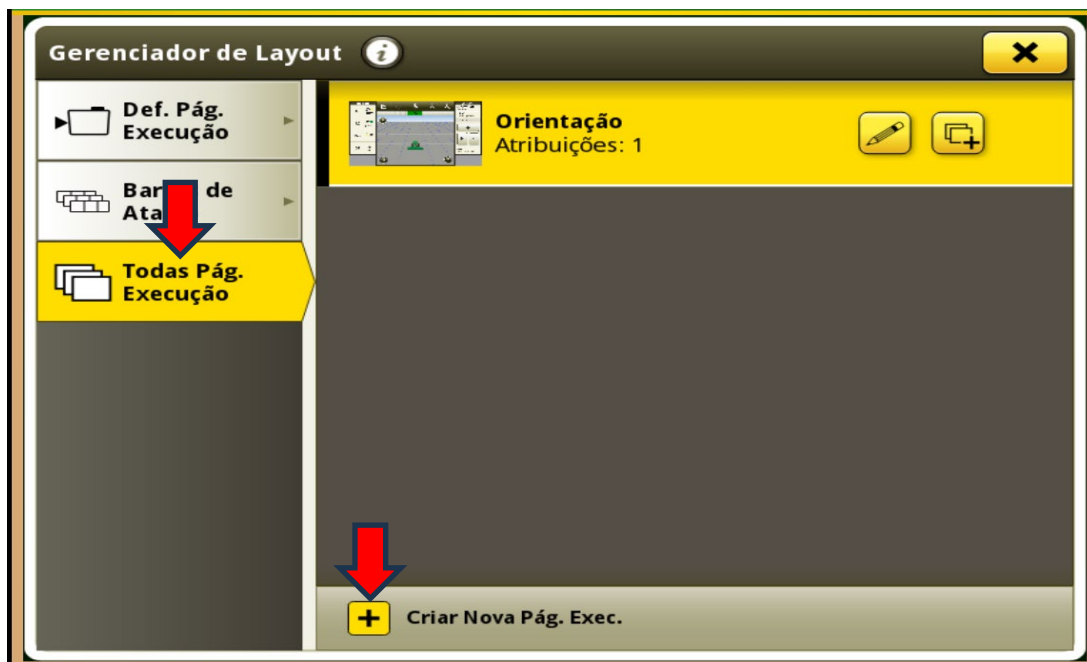 Gerenciador de Layout
Def. Pág.
Execução
de
Todas Pág.
Execução
Orientação
Atribuições: 1
Criar Nova Pág. Exec.